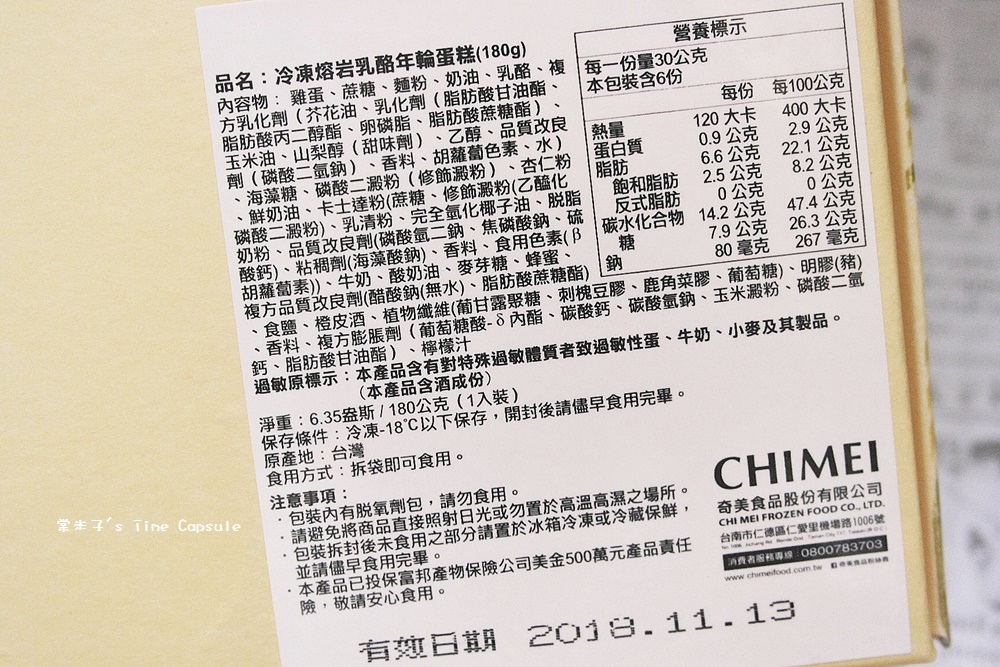 品名：冷凍熔岩乳酪年輪蛋糕(180g)
內容物： 雞蛋、蔗糖、麵粉、奶油、乳酪、複
方乳化劑（芥花油、乳化劑（脂肪酸甘油酯、
脂肪酸丙二醇酯、卵磷脂、脂肪酸蔗糖酯）、
玉米油、山梨醇（甜味劑）、乙醇、品質改良
劑（磷酸二氫鈉）、香料、胡蘿蔔色素、水）
、海藻糖、磷酸二澱粉（修飾澱粉）、杏仁粉
、鮮奶油、卡士達粉(蔗糖、修飾澱粉(乙醯化
磷酸二澱粉)、乳清粉、完全氫化椰子油、脫脂
奶粉、品質改良劑(磷酸氫二鈉、焦磷酸鈉、硫
酸鈣)、粘稠劑(海藻酸鈉)、香料、食用色素(β
胡蘿蔔素))、牛奶、酸奶油、麥芽糖、蜂蜜、
複方品質改良劑(醋酸鈉(無水)、脂肪酸蔗糖酯)
、食鹽、橙皮酒、植物纖維(葡甘露聚糖、刺槐豆膠、鹿角菜膠、葡萄糖)、明膠(豬)
、香料、複方膨脹劑（葡萄糖酸-δ內酯、碳酸鈣、碳酸氫鈉、玉米澱粉、磷酸二氫
鈣、脂肪酸甘油酯）、檸檬汁
過敏原標示：本產品含有對特殊過敏體質者致過敏性蛋、牛奶、小麥及其製品。
（本產品含酒成份）
淨重：6.35盎斯 / 180公克（1入裝）
保存條件：冷凍-18℃以下保存，開封後請儘早食用完畢。
原產地：台灣
食用方式：拆袋即可食用。
注意事項：
．包裝內有脫氧劑包，請勿食用。
．請避免將商品直接照射日光或勿置於高溫高濕之場所。
．包裝拆封後未食用之部分請置於冰箱冷凍或冷藏保鮮，
並請儘早食用完畢。
．本產品已投保富邦產物保險公司美金500萬元產品責任
險，敬請安心食用。
有效日期 2018.11.13
營養標示
每一份量30公克
本包裝含6份
每份 每100公克
熱量 120 大卡 400 大卡
蛋白質 0.9 公克 2.9 公克
脂肪 6.6 公克 22.1 公克
飽和脂肪 2.5 公克 8.2 公克
反式脂肪 0 公克 0 公克
碳水化合物 14.2 公克 47.4 公克
糖 7.9 公克 26.3 公克
鈉 80 毫克 267 毫克
CHIMEI
奇美食品股份有限公司
CHI MEI FROZEN FOOD CO., LTD.
台南市仁德區仁愛里機場路1006號
消費者服務專線：0800783703
www.chimeifood.com.tw 奇美食品粉絲頁
's Time Capsule